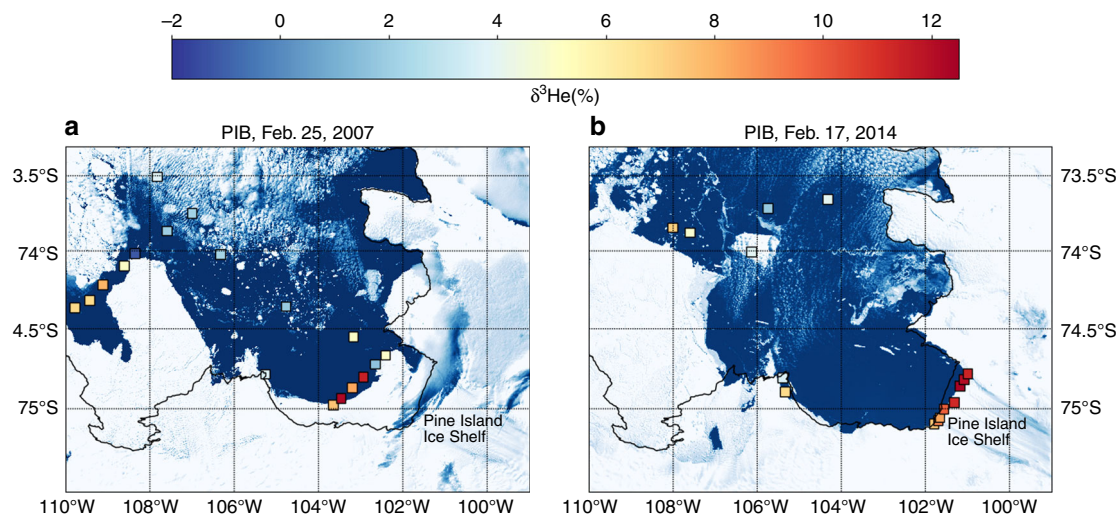 −2 0 2 4 6 8 10 12
δ³He(%)
a PIB, Feb. 25, 2007
b PIB, Feb. 17, 2014
3.5°S 73.5°S
74°S 74°S
4.5°S 74.5°S
75°S 75°S
Pine Island Pine Island
Ice Shelf Ice Shelf
110°W 108°W 106°W 104°W 102°W 100°W 110°W 108°W 106°W 104°W 102°W 100°W